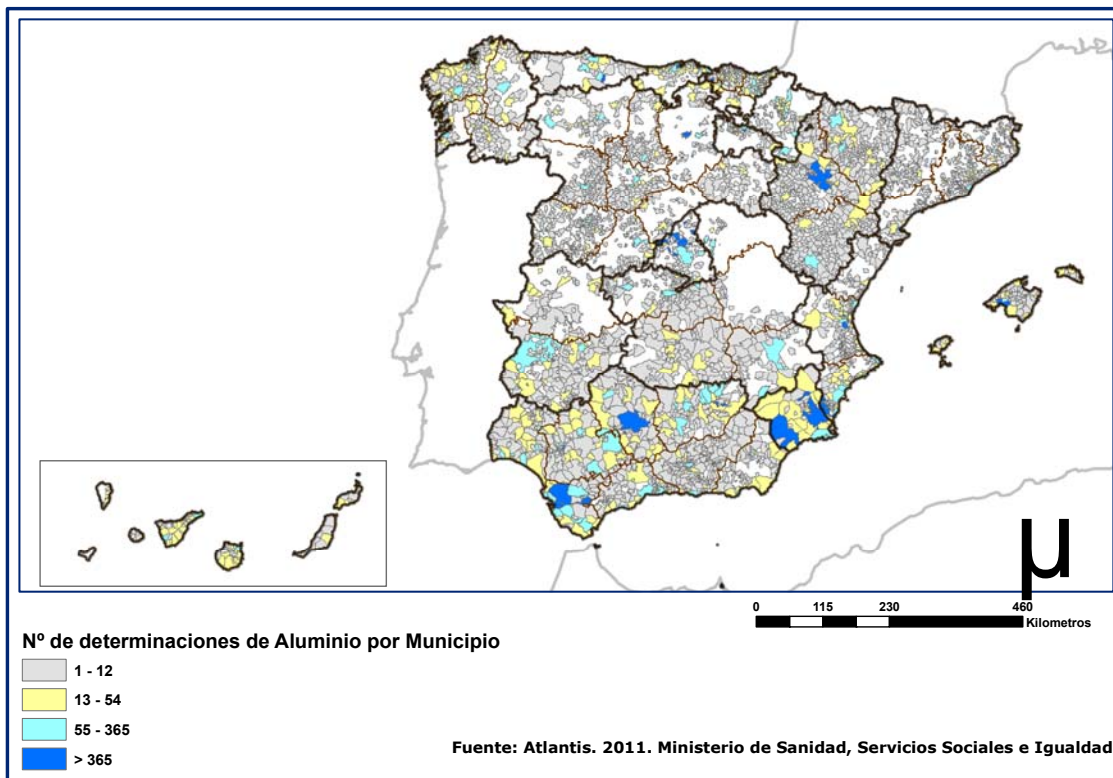 µ
0 115 230 460
Kilometros
Nº de determinaciones de Aluminio por Municipio
1 - 12
13 - 54
55 - 365
> 365
Fuente: Atlantis. 2011. Ministerio de Sanidad, Servicios Sociales e Igualdad